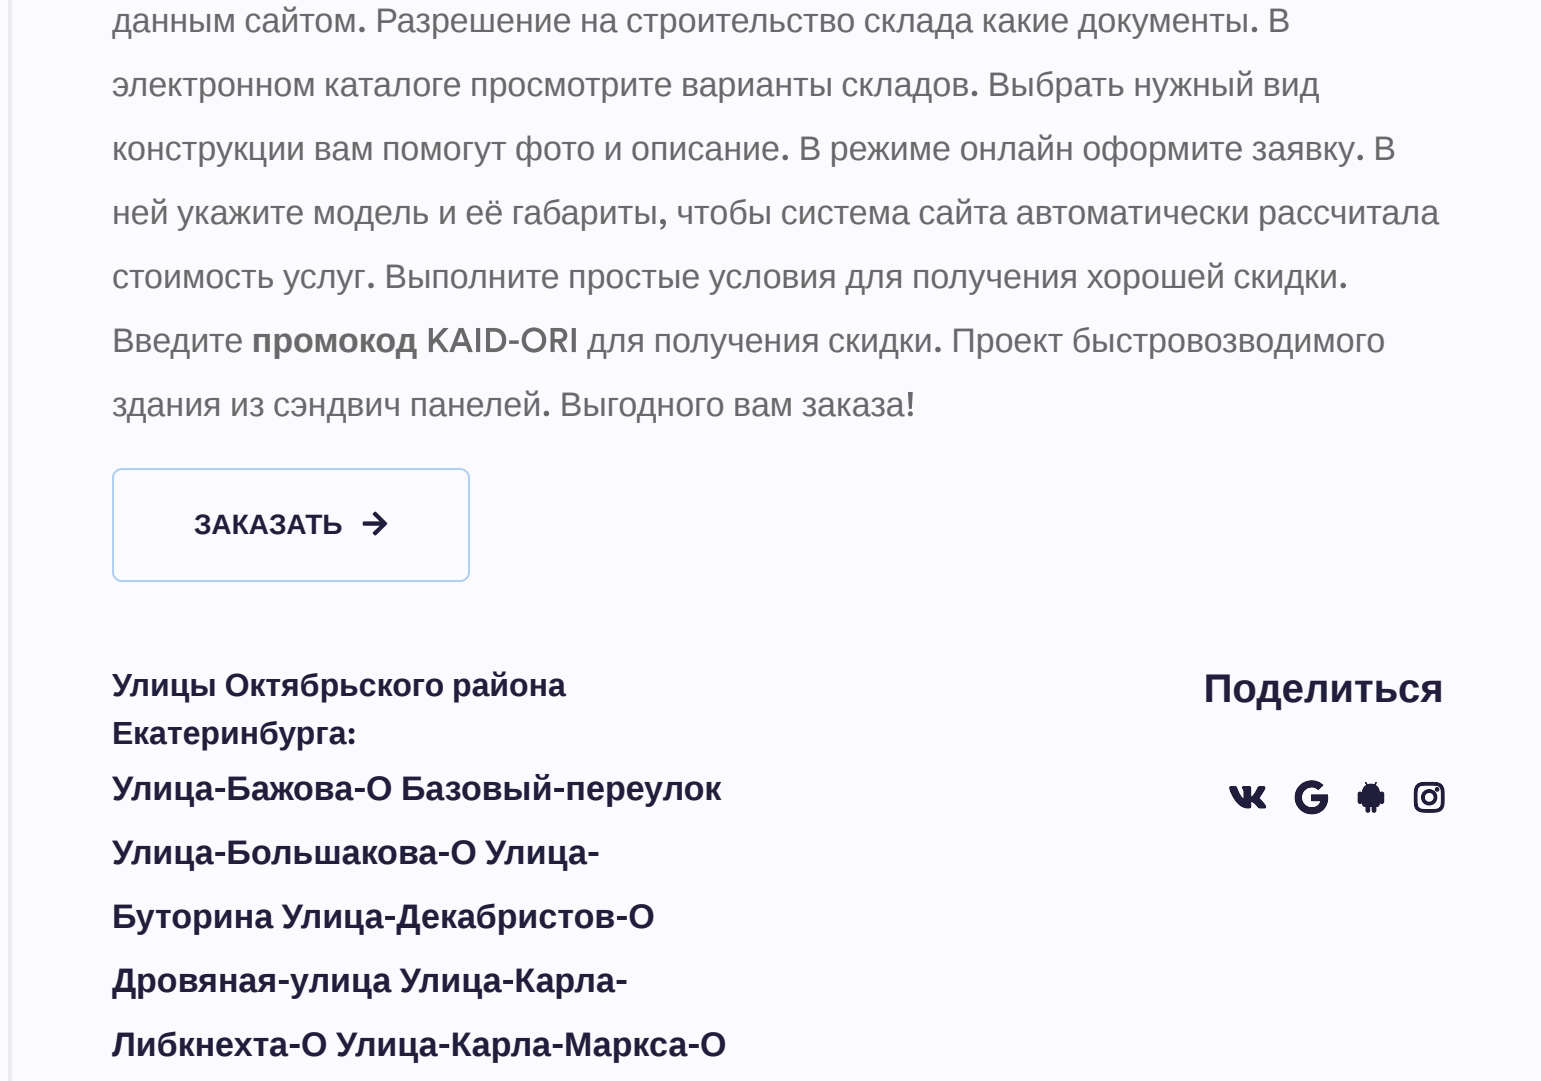 данным сайтом. Разрешение на строительство склада какие документы. В
электронном каталоге просмотрите варианты складов. Выбрать нужный вид
конструкции вам помогут фото и описание. В режиме онлайн оформите заявку. В
ней укажите модель и её габариты, чтобы система сайта автоматически рассчитала
стоимость услуг. Выполните простые условия для получения хорошей скидки.
Введите промокод KAID-ORI для получения скидки. Проект быстровозводимого
здания из сэндвич панелей. Выгодного вам заказа!
ЗАКАЗАТЬ
Улицы Октябрьского района
Екатеринбурга:
Улица-Бажова-О Базовый-переулок
Улица-Большакова-О Улица-
Буторина Улица-Декабристов-О
Дровяная-улица Улица-Карла-
Либкнехта-О Улица-Карла-Маркса-О
Поделиться